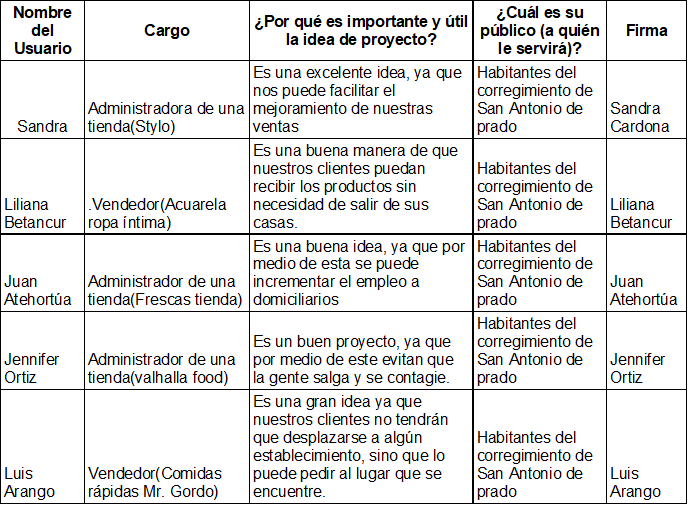 Nombre
del
Usuario
Cargo
¿Por qué es importante y útil
la idea de proyecto?
¿Cuál es su
público (a quién
le servirá)?
Firma
Sandra
Administradora de una
tienda(Stylo)
Es una excelente idea, ya que
nos puede facilitar el
mejoramiento de nuestras
ventas
Habitantes del
corregimiento de
San Antonio de
prado
Sandra
Cardona
Liliana
Betancur
.Vendedor(Acuarela
ropa íntima)
Es una buena manera de que
nuestros clientes puedan
recibir los productos sin
necesidad de salir de sus
casas.
Habitantes del
corregimiento de
San Antonio de
prado
Liliana
Betancur
Juan
Atehortúa
Administrador de una
tienda(Frescas tienda)
Es una buena idea, ya que por
medio de esta se puede
incrementar el empleo a
domiciliarios
Habitantes del
corregimiento de
San Antonio de
prado
Juan
Atehortúa
Jennifer
Ortiz
Administrador de una
tienda(valhalla food)
Es un buen proyecto, ya que
por medio de este evitan que
la gente salga y se contagie.
Habitantes del
corregimiento de
San Antonio de
prado
Jennifer
Ortiz
Luis
Arango
Vendedor(Comidas
rápidas Mr. Gordo)
Es una gran idea ya que
nuestros clientes no tendrán
que desplazarse a algún
establecimiento, sino que lo
puede pedir al lugar que se
encuentre.
Habitantes del
corregimiento de
San Antonio de
prado
Luis
Arango